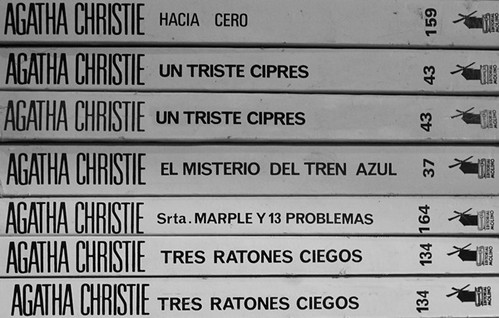 AGATHA CHRISTIE HACIA CERO 159
AGATHA CHRISTIE UN TRISTE CIPRES 43
AGATHA CHRISTIE UN TRISTE CIPRES 43
AGATHA CHRISTIE EL MISTERIO DEL TREN AZUL 37
AGATHA CHRISTIE Srta. MARPLE Y 13 PROBLEMAS 164
AGATHA CHRISTIE TRES RATONES CIEGOS 134
AGATHA CHRISTIE TRES RATONES CIEGOS 134